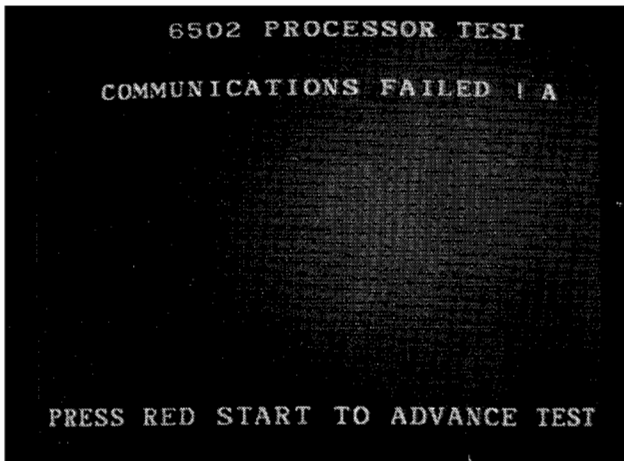 6502 PROCESSOR TEST
COMMUNICATIONS FAILED ! A
PRESS RED START TO ADVANCE TEST